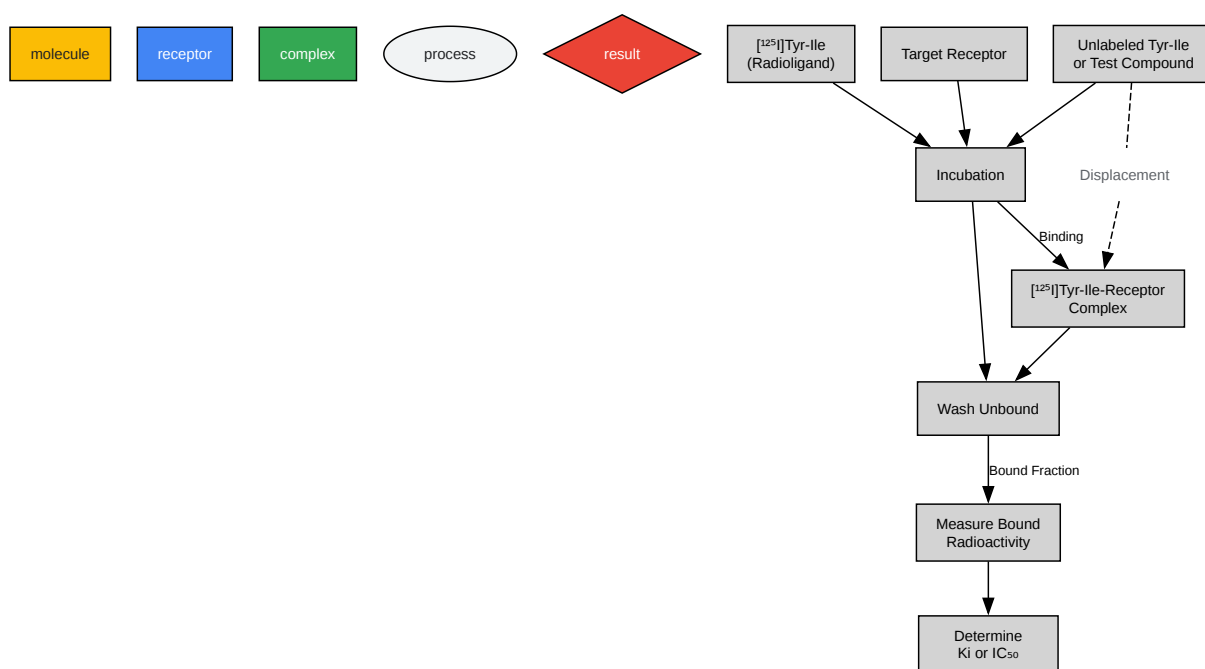 molecule
receptor
complex
process
result
[¹²⁵I]Tyr-Ile
(Radioligand)
Target Receptor
Unlabeled Tyr-Ile
or Test Compound
Incubation
Displacement
Binding
[¹²⁵I]Tyr-Ile-Receptor
Complex
Wash Unbound
Bound Fraction
Measure Bound
Radioactivity
Determine
Ki or IC₅₀